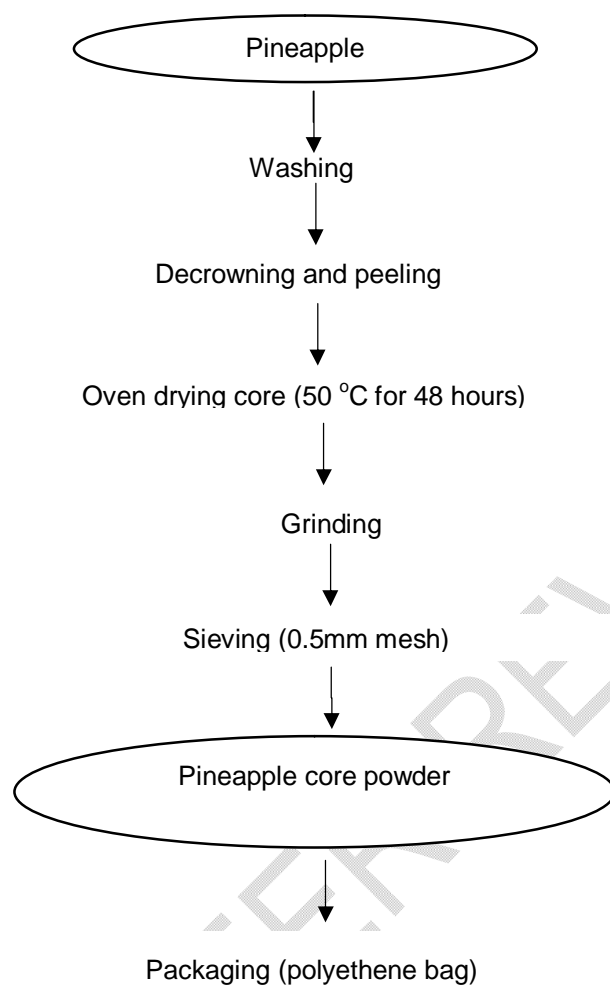 Pineapple
Washing
Decrowning and peeling
Oven drying core (50 °C for 48 hours)
Grinding
Sieving (0.5mm mesh)
Pineapple core powder
Packaging (polyethene bag)